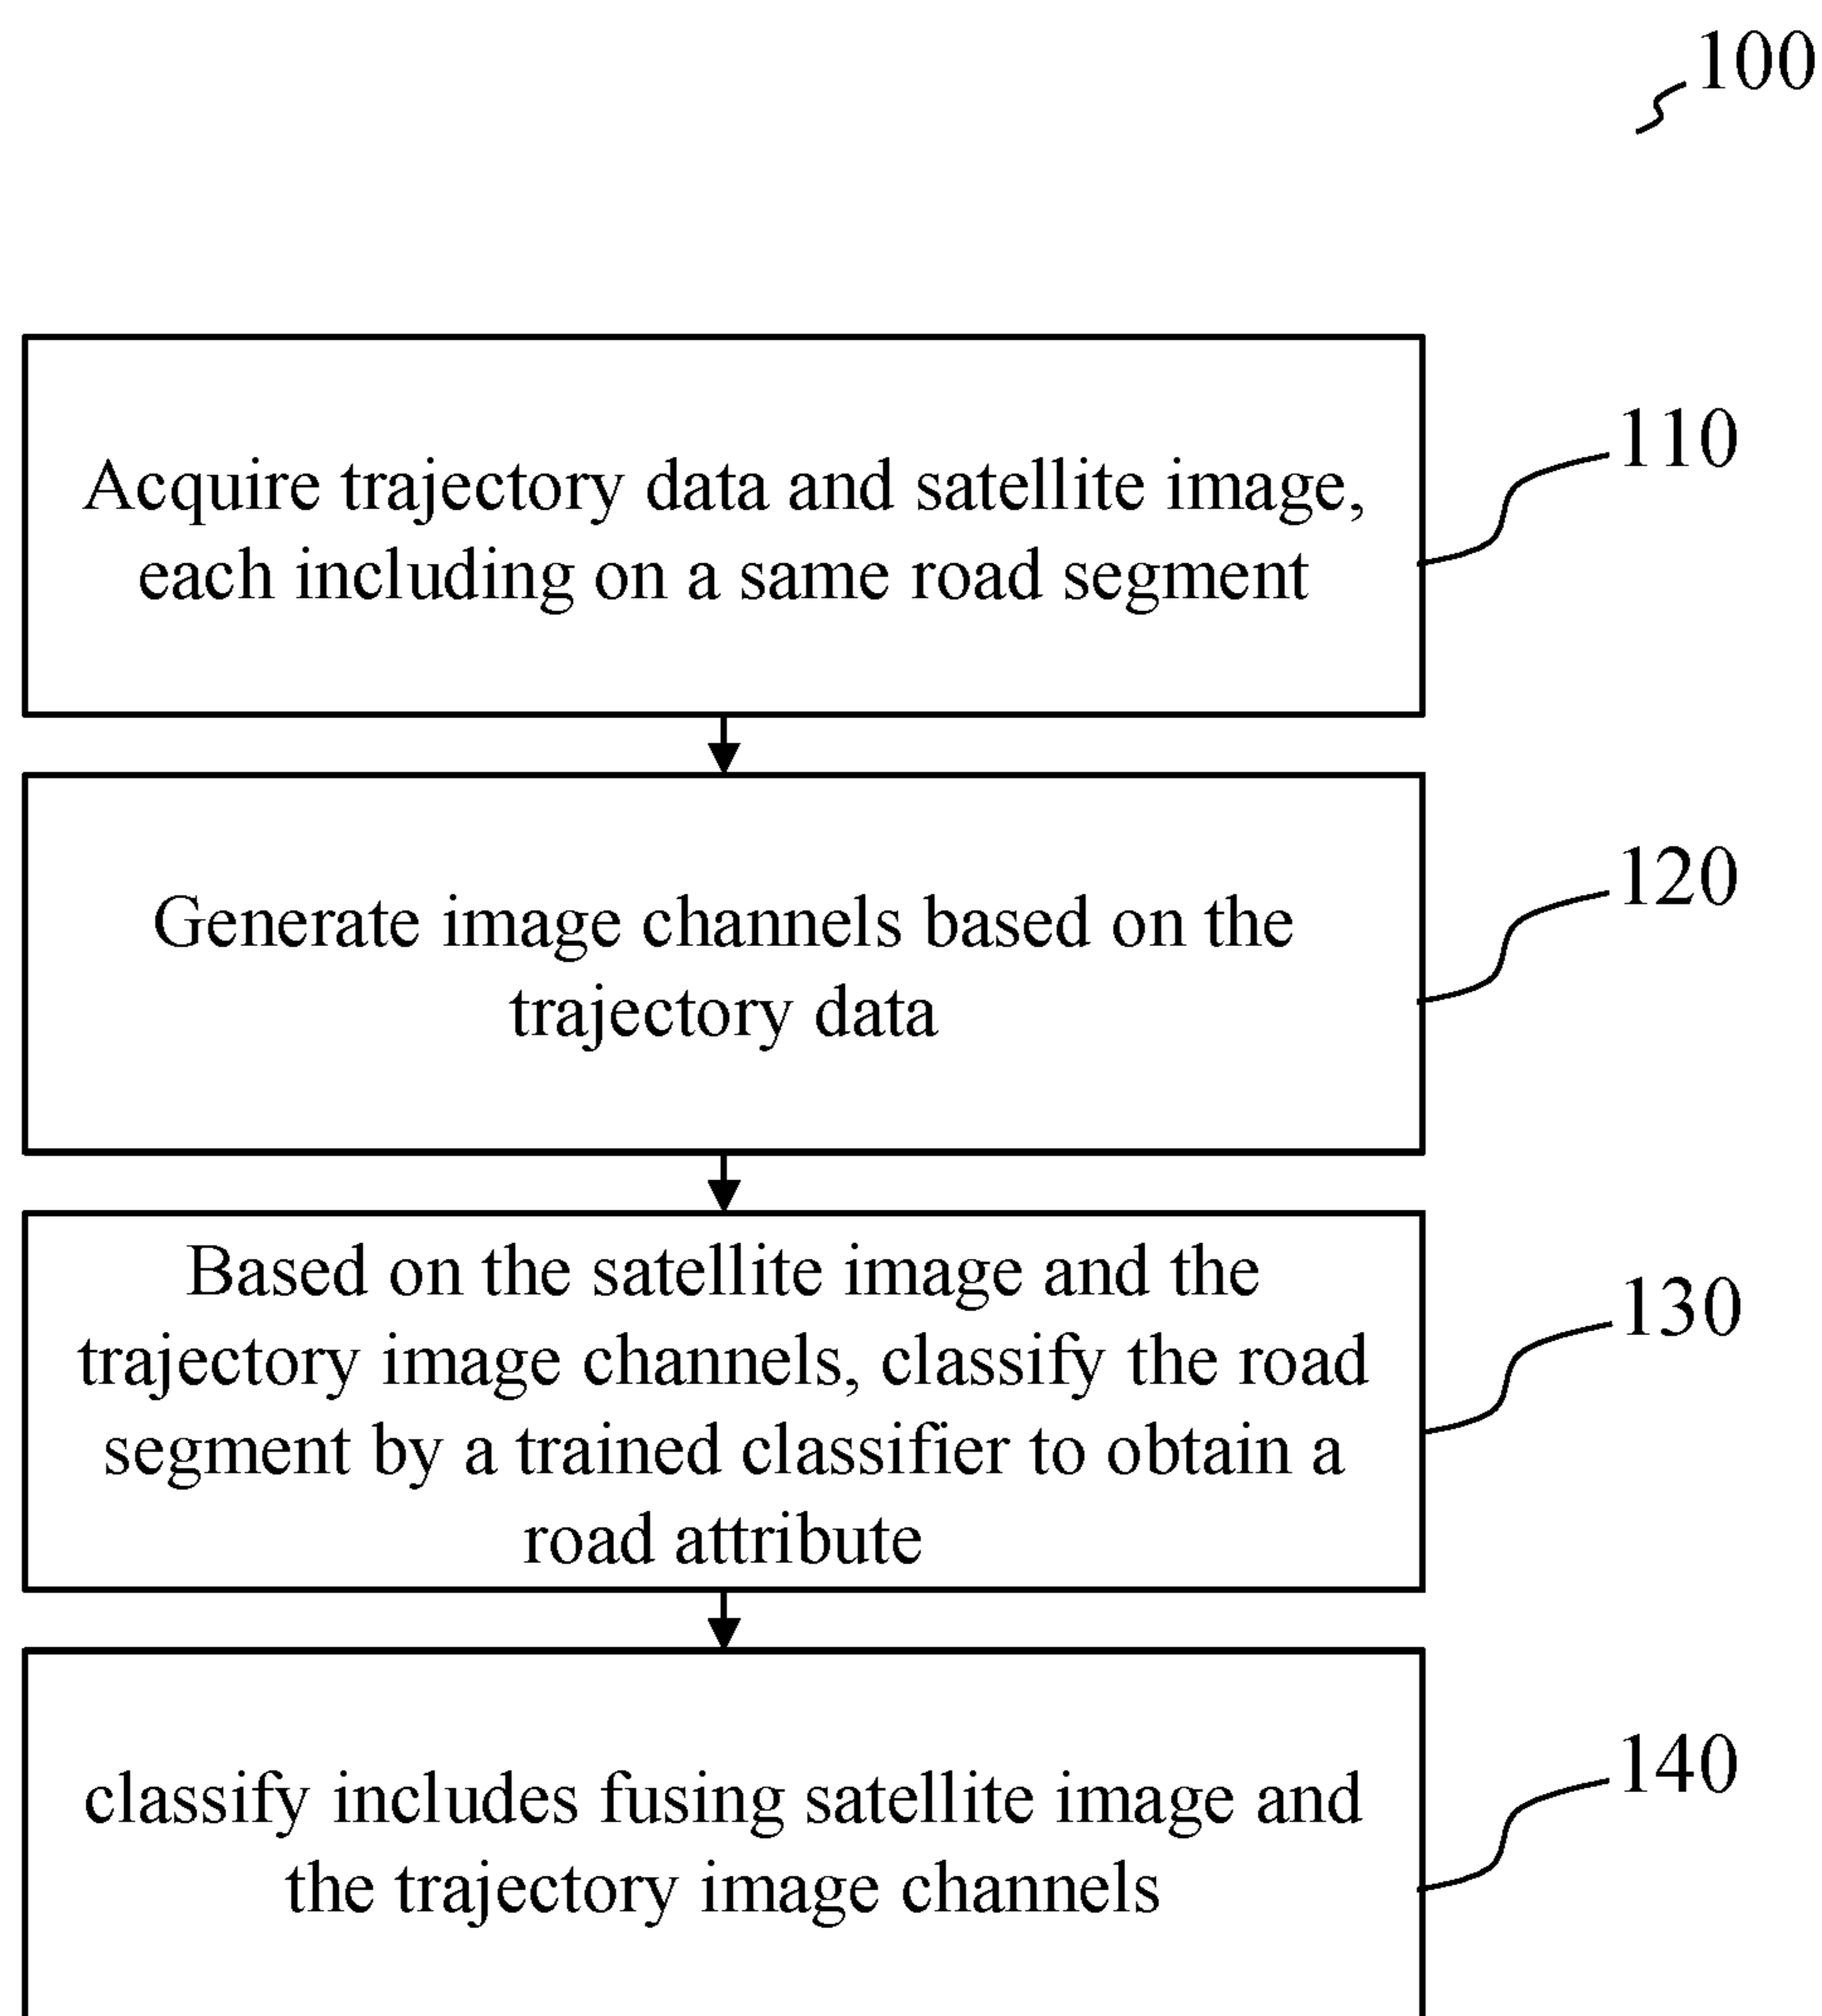 100
Acquire trajectory data and satellite image,
each including on a same road segment
110
Generate image channels based on the
trajectory data
120
Based on the satellite image and the
trajectory image channels, classify the road
segment by a trained classifier to obtain a
road attribute
130
classify includes fusing satellite image and
the trajectory image channels
140